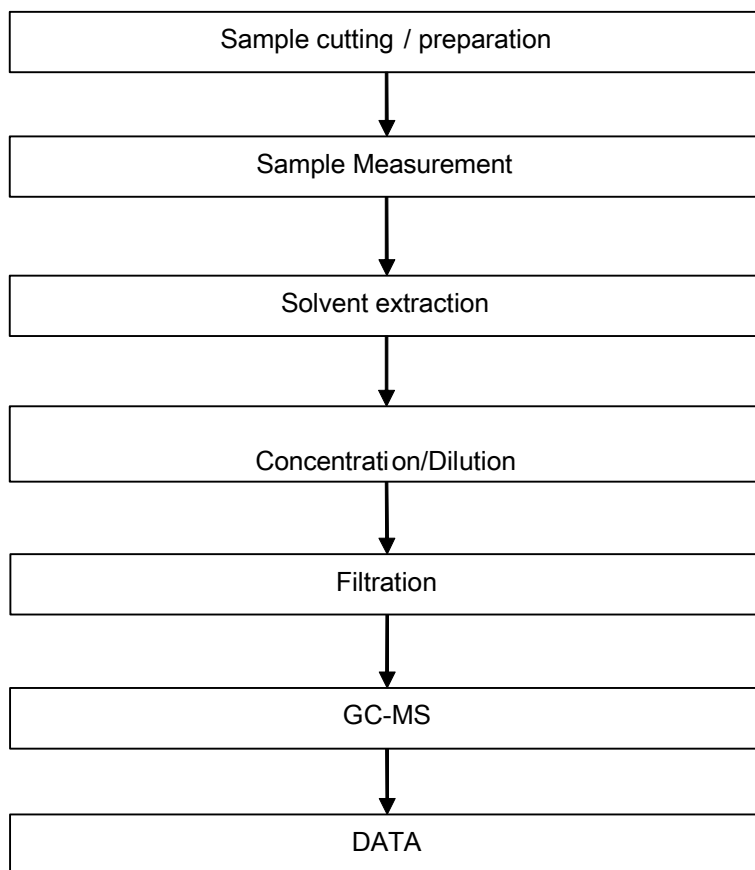 Sample cutting / preparation
Sample Measurement
Solvent extraction
Concentration/Dilution
Filtration
GC-MS
DATA